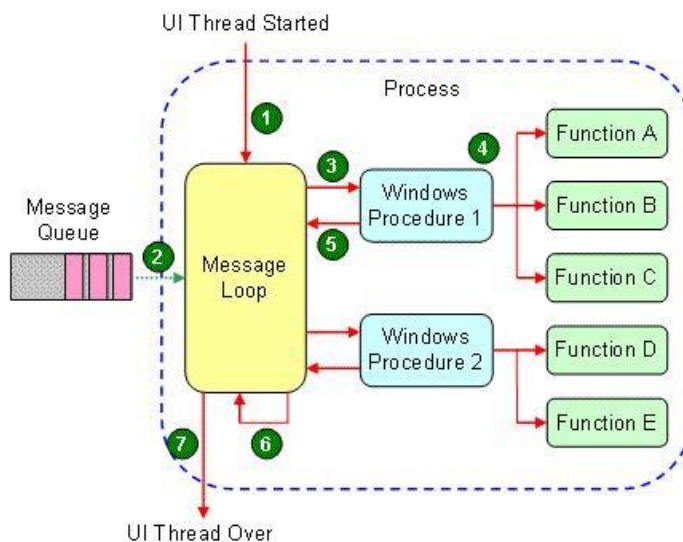 UI Thread Started
Process
1
3
4
Function A
Windows
Procedure 1
Function B
Message
Queue
2
5
Message
Loop
Function C
Windows
Procedure 2
Function D
6
7
Function E
UI Thread Over